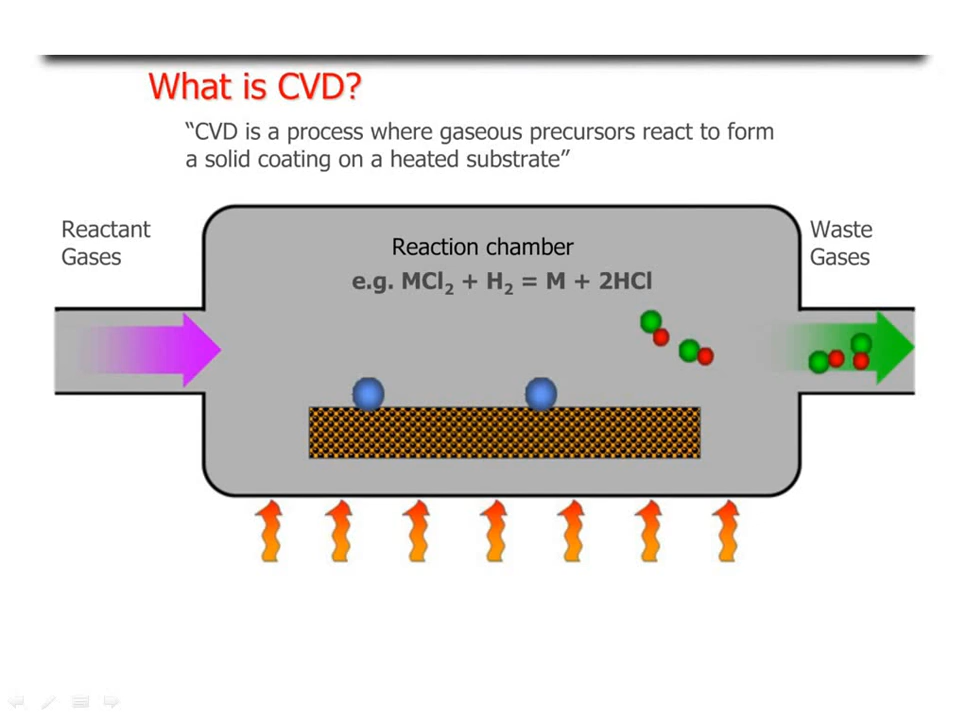 What is CVD?
“CVD is a process where gaseous precursors react to form
a solid coating on a heated substrate”
Reactant
Gases
Reaction chamber
e.g. MCl₂ + H₂ = M + 2HCl
Waste
Gases